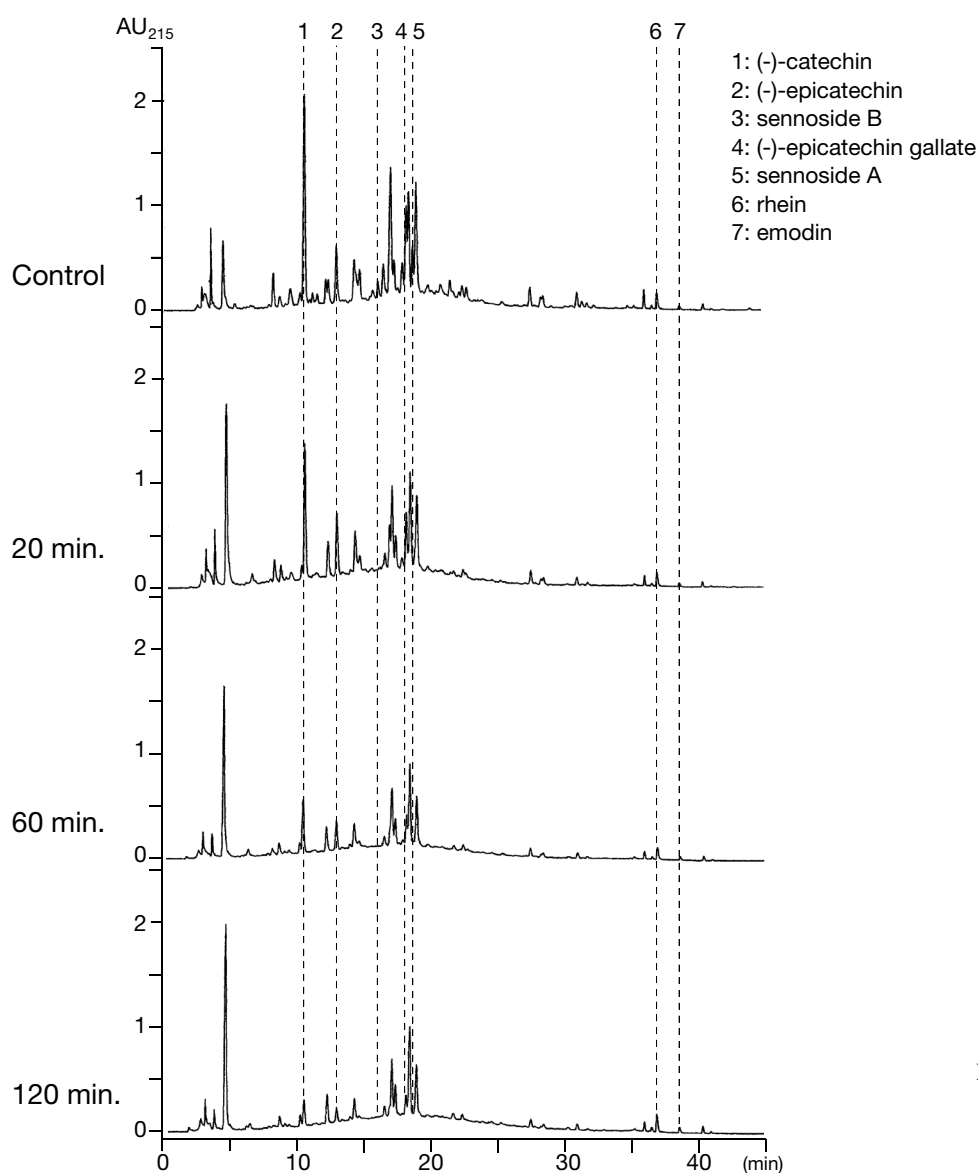 AU215 1 2 3 4 5 6 7
1: (-)-catechin
2: (-)-epicatechin
3: sennoside B
4: (-)-epicatechin gallate
5: sennoside A
6: rhein
7: emodin
2
1
Control
0
2
1
20 min.
0
2
1
60 min.
0
2
1
120 min.
0
0 10 20 30 40 (min)